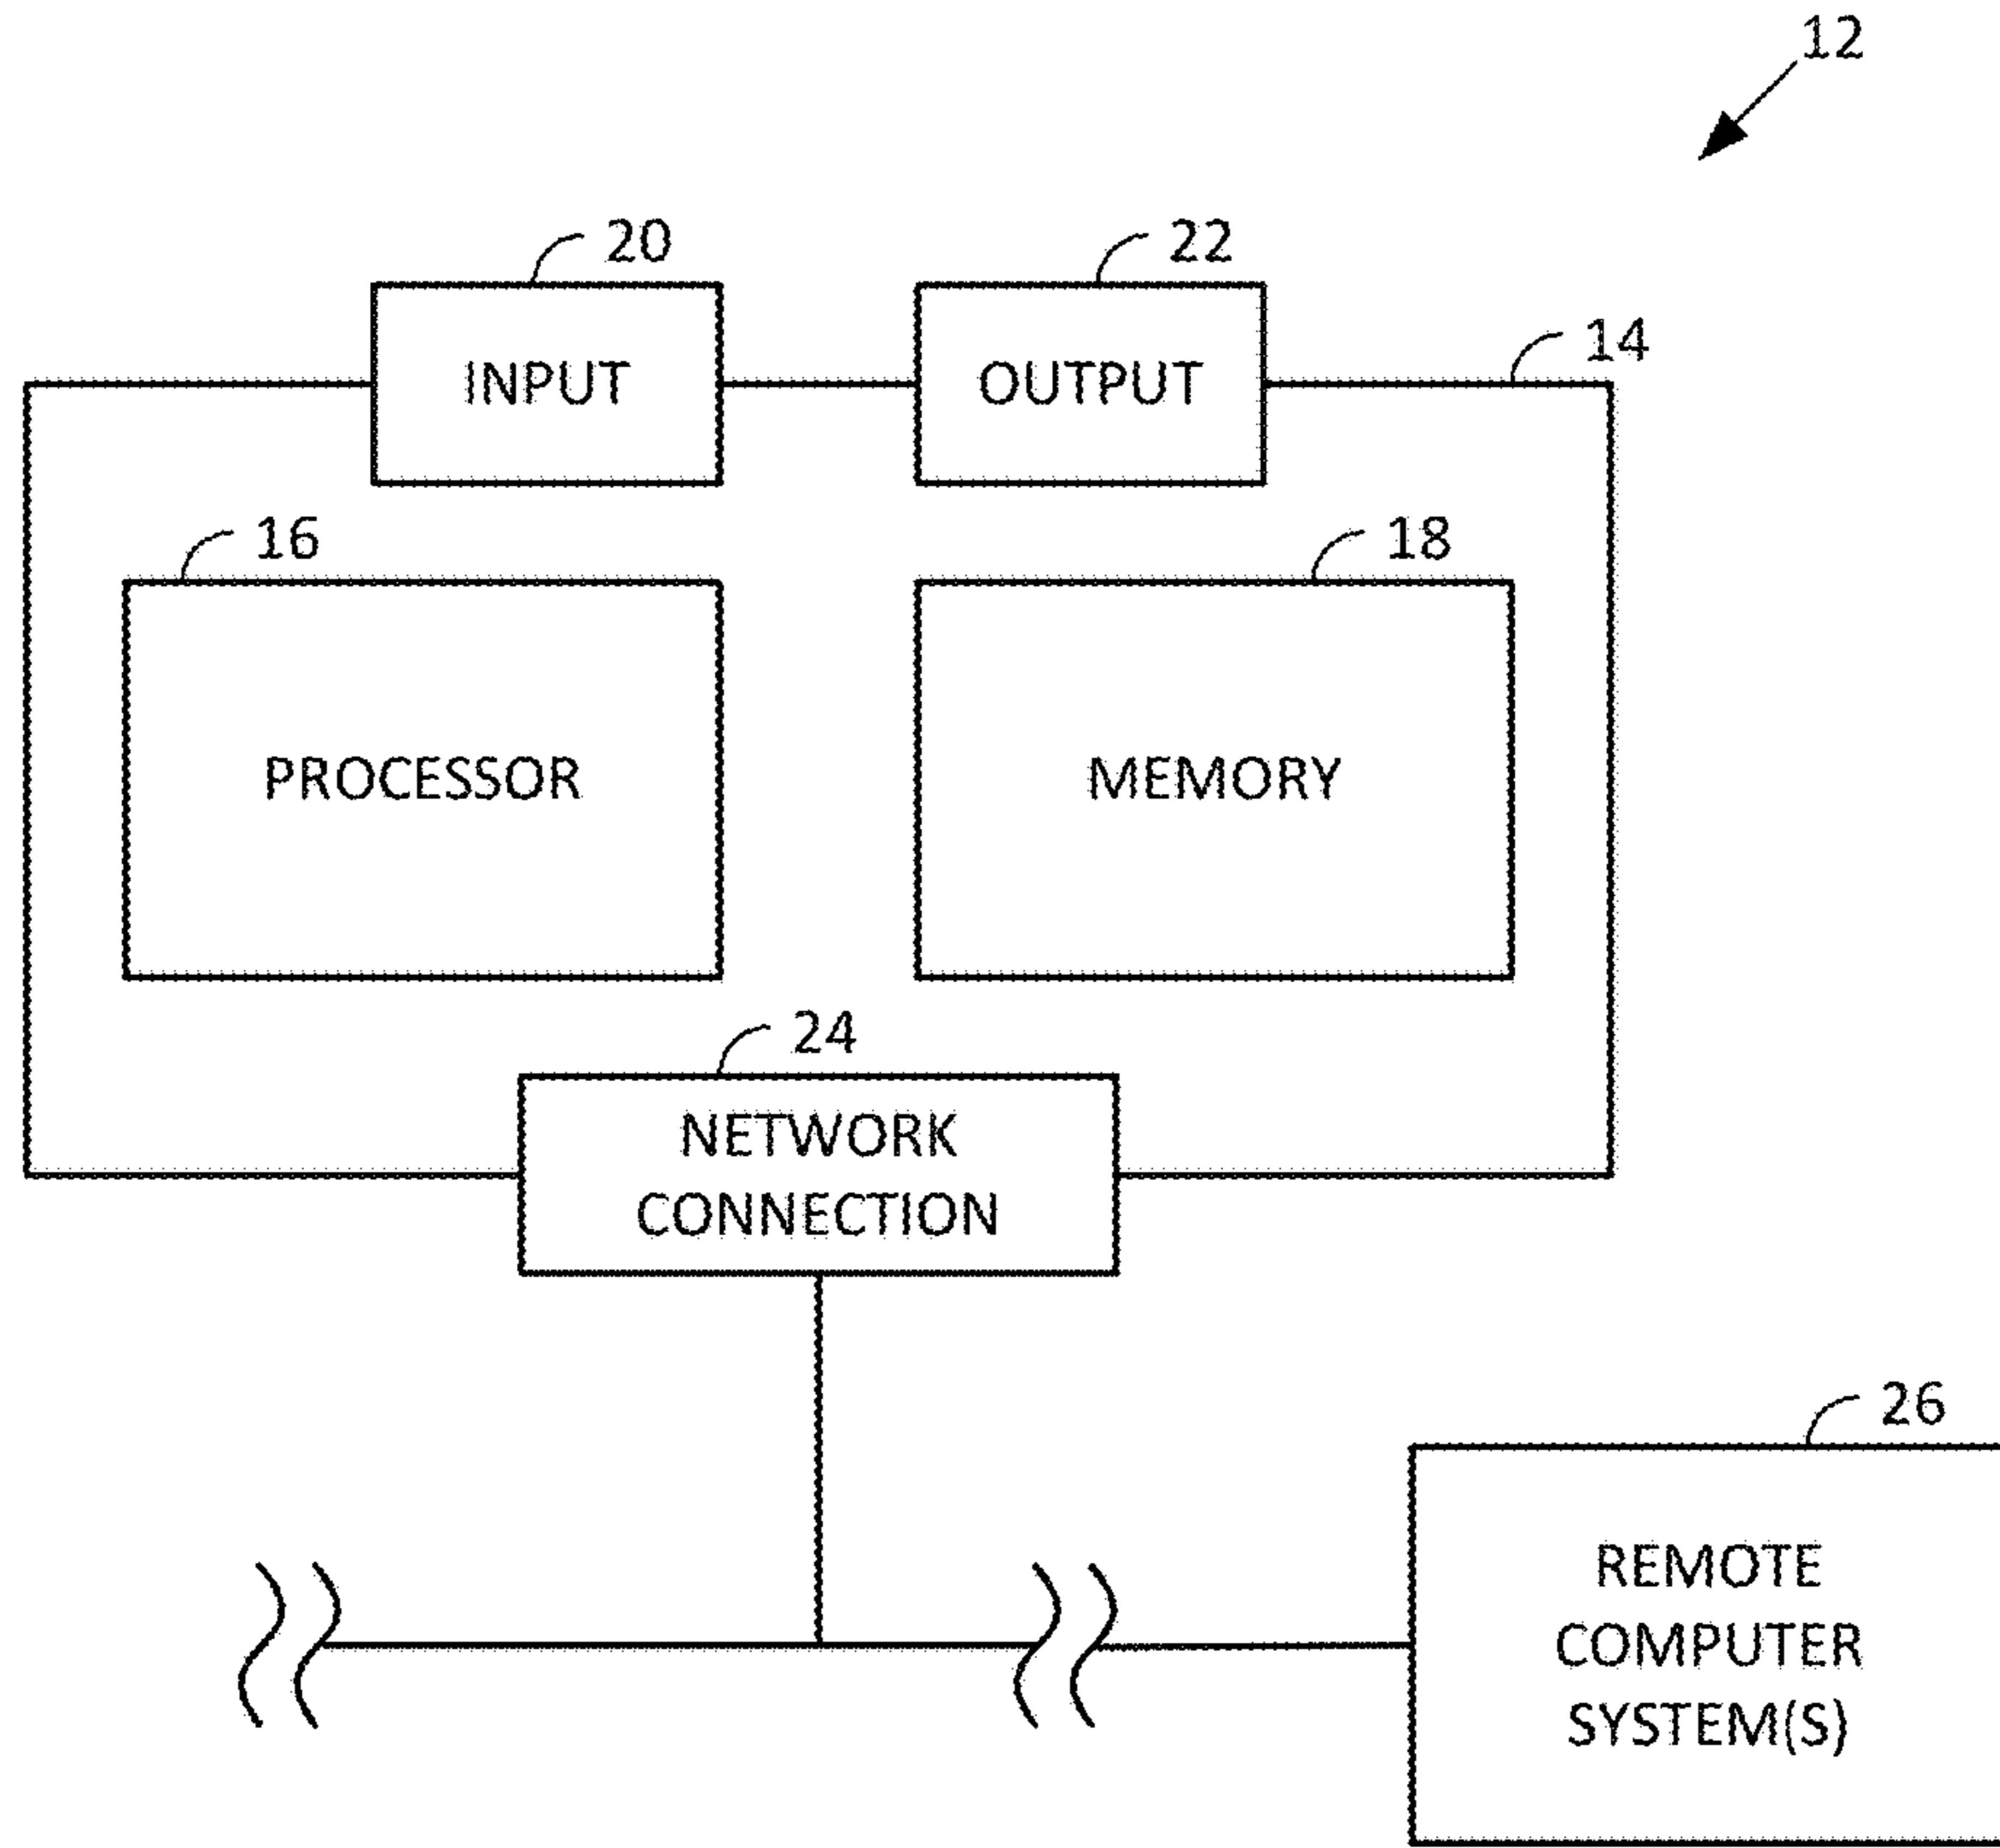 12
20
22
INPUT
OUTPUT
14
16
18
PROCESSOR
MEMORY
24
NETWORK
CONNECTION
26
REMOTE
COMPUTER
SYSTEM(S)